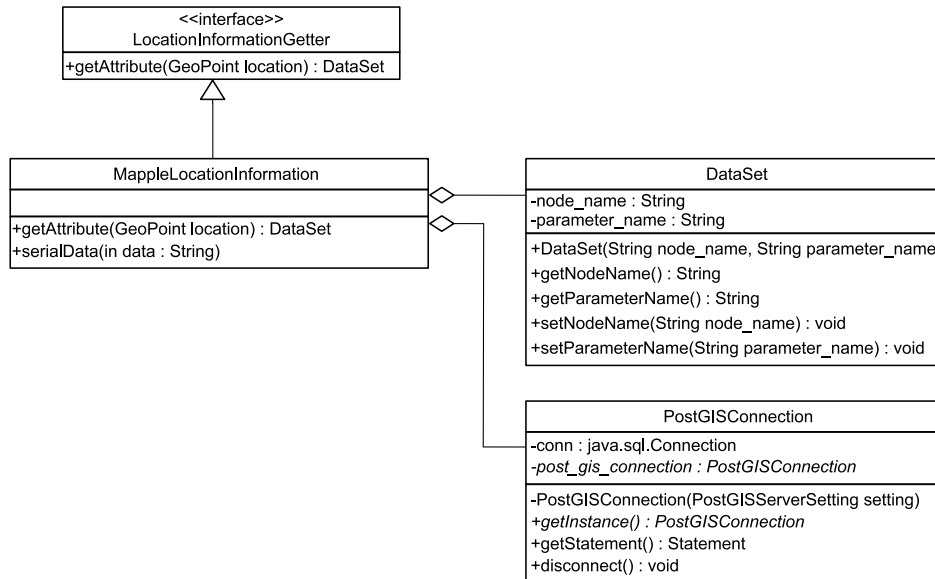 <<interface>>
LocationInformationGetter
+getAttribute(GeoPoint location) : DataSet
MappleLocationInformation
+getAttribute(GeoPoint location) : DataSet
+serialData(in data : String)
DataSet
-node_name : String
-parameter_name : String
+DataSet(String node_name, String parameter_name
+getNodeName() : String
+getParameterName() : String
+setNodeName(String node_name) : void
+setParameterName(String parameter_name) : void
PostGISConnection
-conn : java.sql.Connection
-post_gis_connection : PostGISConnection
-PostGISConnection(PostGISServerSetting setting)
+getInstance() : PostGISConnection
+getStatement() : Statement
+disconnect() : void